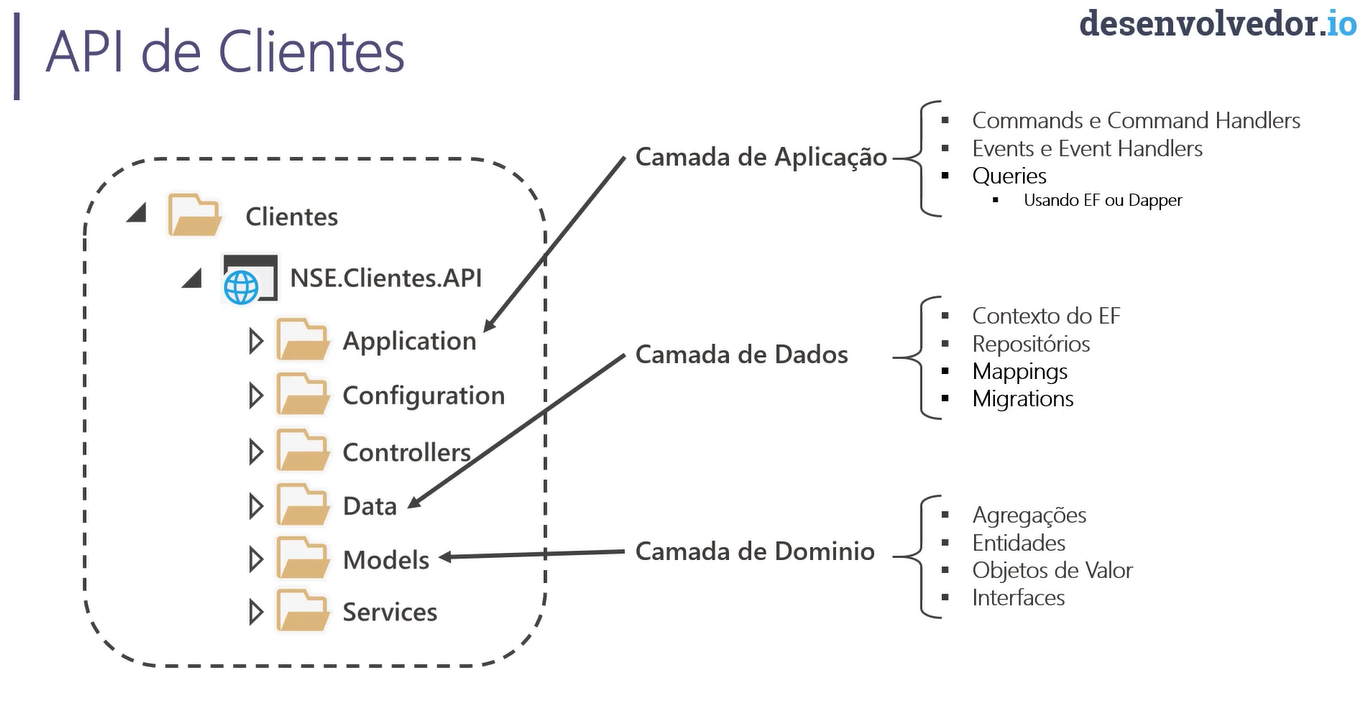 API de Clientes
desenvolvedor.io
Clientes
NSE.Clientes.API
Application
Configuration
Controllers
Data
Models
Services
Camada de Aplicação
Commands e Command Handlers
Events e Event Handlers
Queries
Usando EF ou Dapper
Camada de Dados
Contexto do EF
Repositórios
Mappings
Migrations
Camada de Dominio
Agregações
Entidades
Objetos de Valor
Interfaces